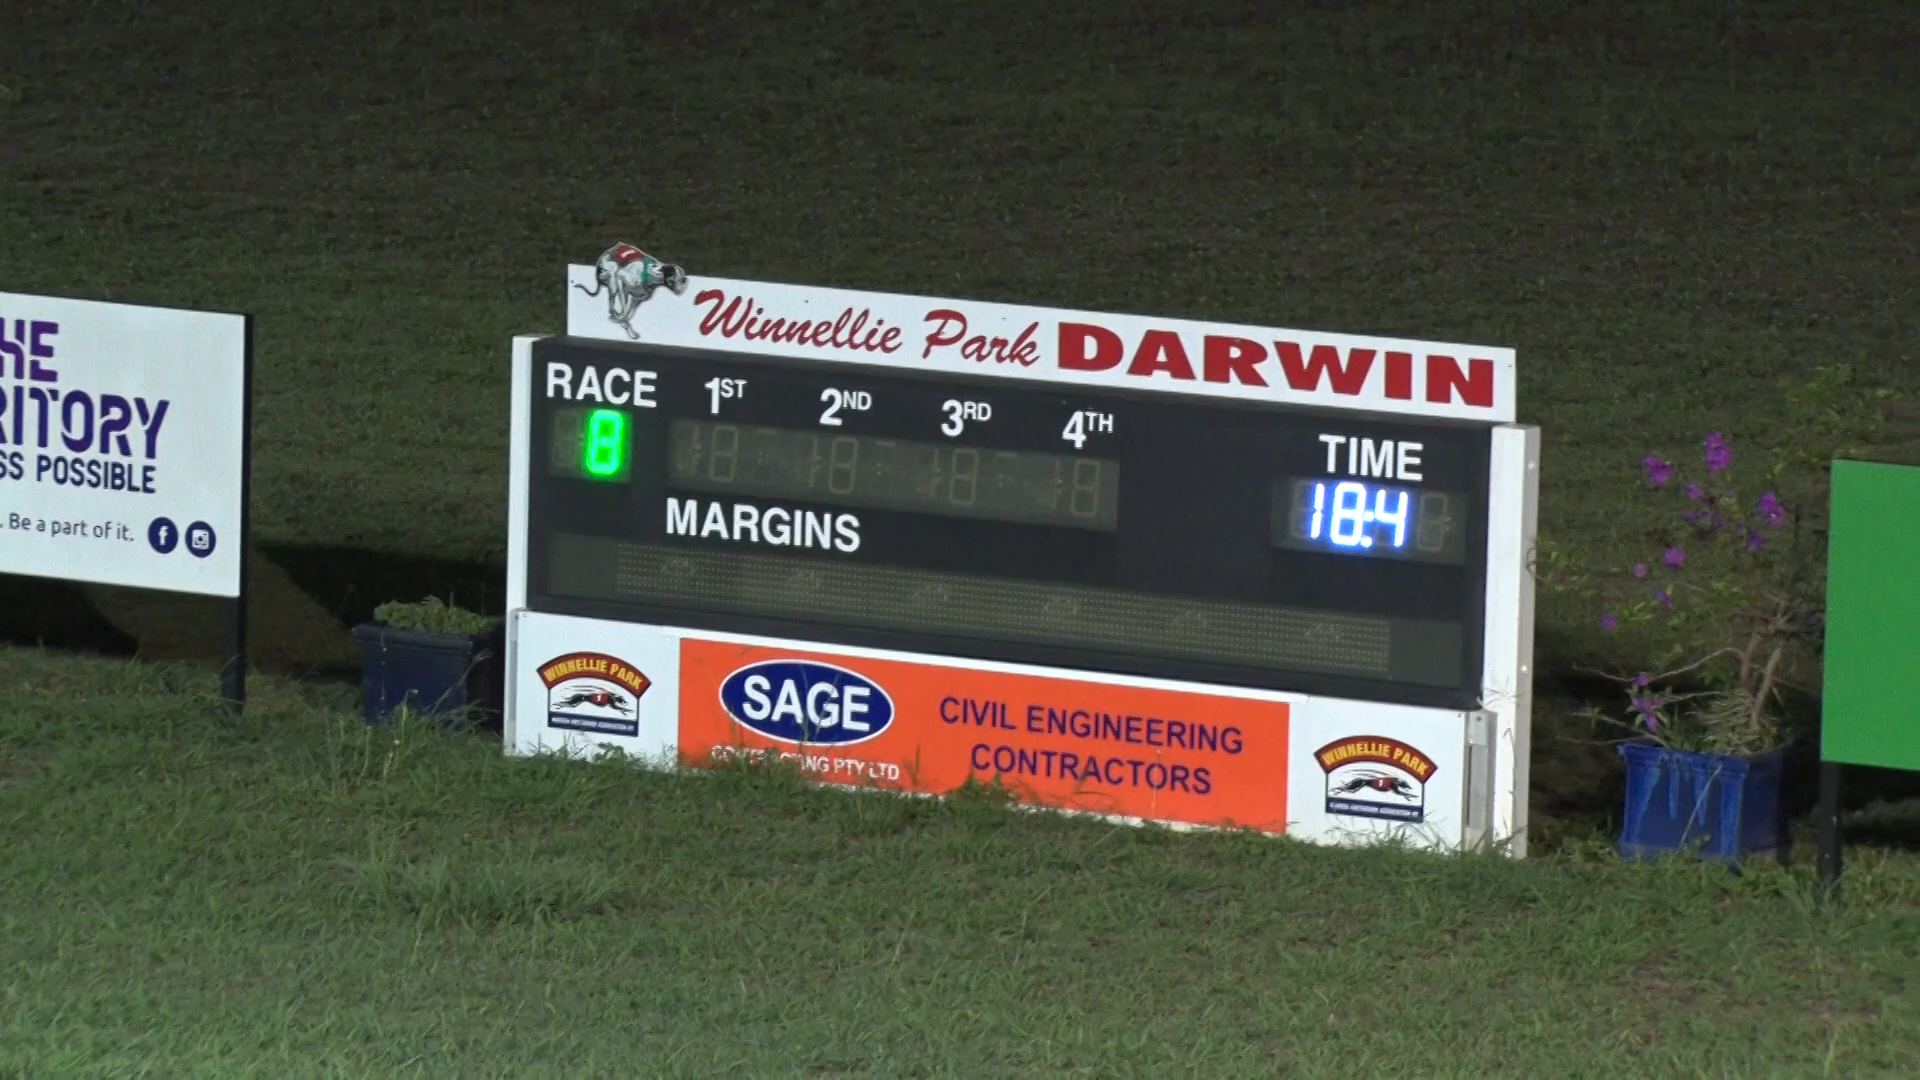 HE
RITORY
SS POSSIBLE
. Be a part of it.
Winnellie Park DARWIN
RACE 1ST 2ND 3RD 4TH TIME
8 18:4
MARGINS
WINNELLIE PARK
SAGE
PTY LTD
CIVIL ENGINEERING
CONTRACTORS
WINNELLIE PARK